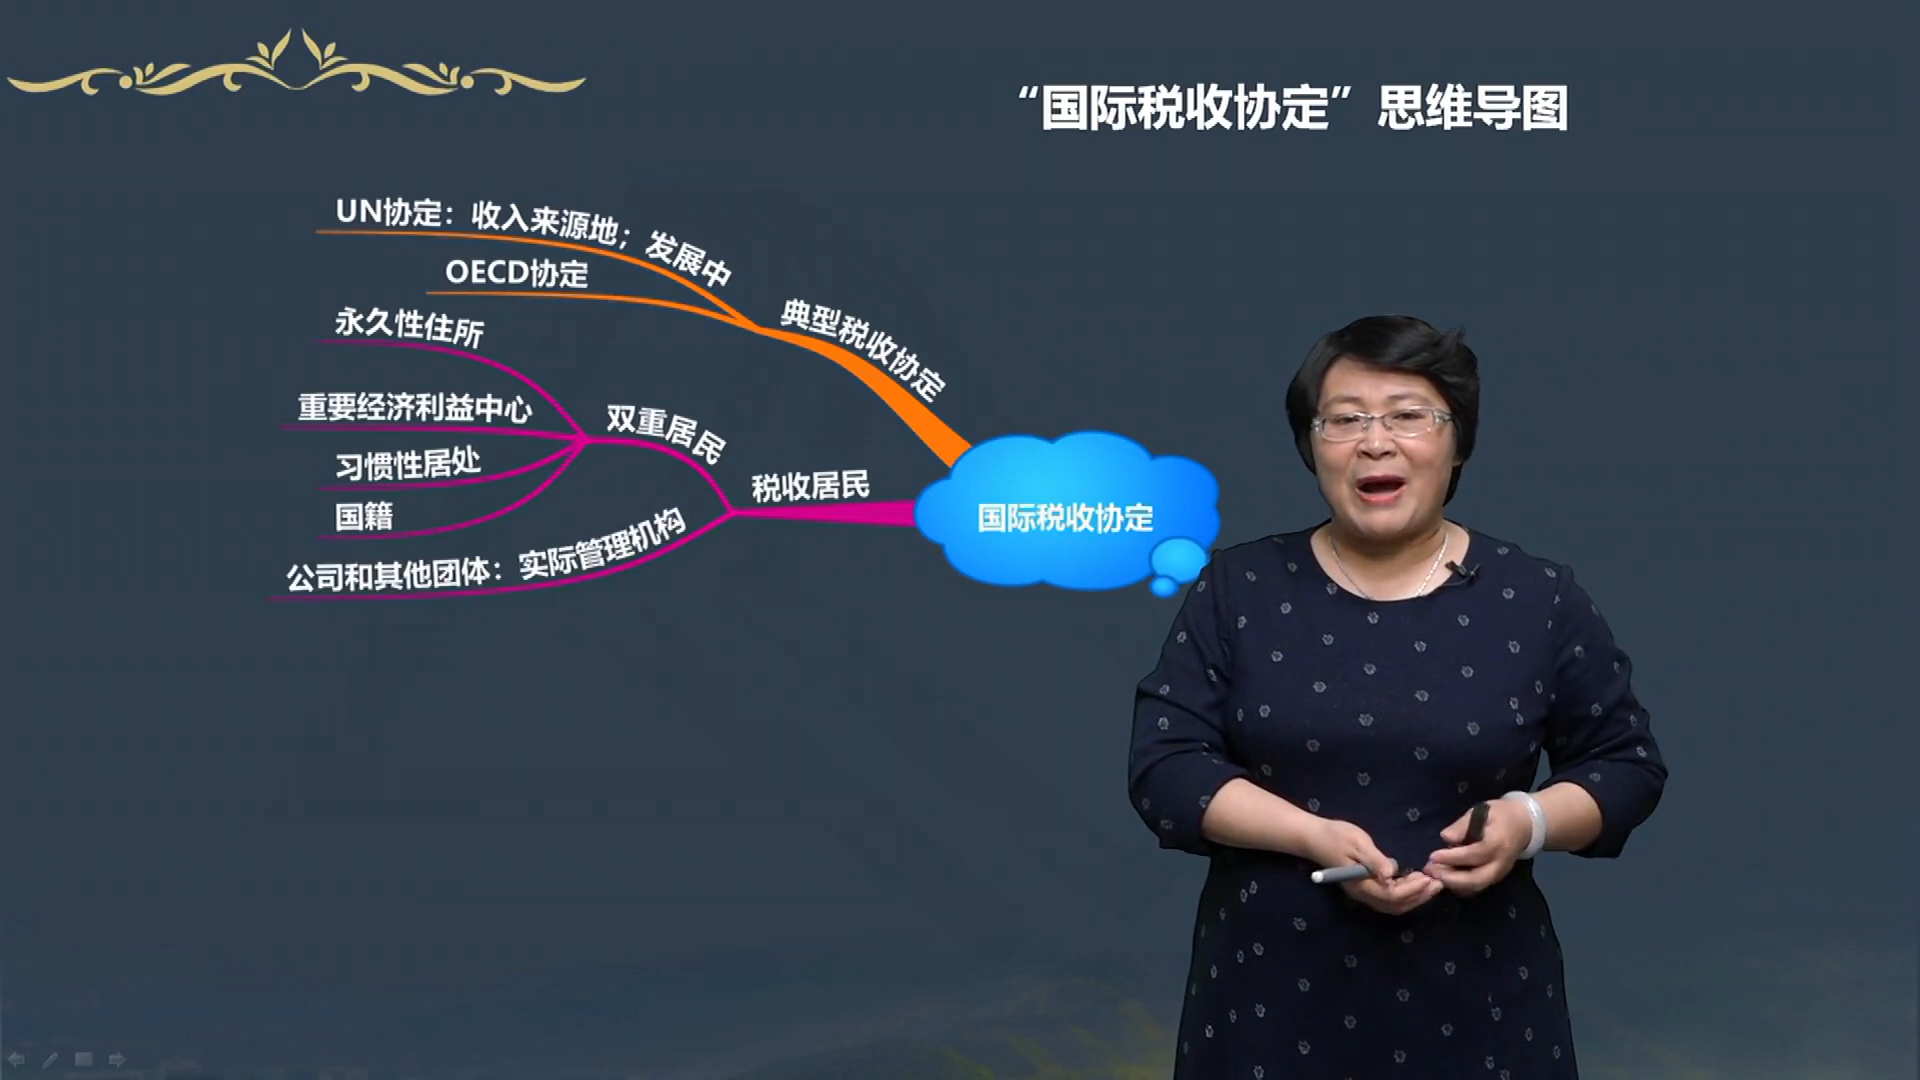 “国际税收协定”思维导图
UN协定：收入来源地；发展中
OECD协定
典型税收协定
永久性住所
重要经济利益中心
习惯性居处
国籍
双重居民
税收居民
公司和其他团体：实际管理机构
国际税收协定